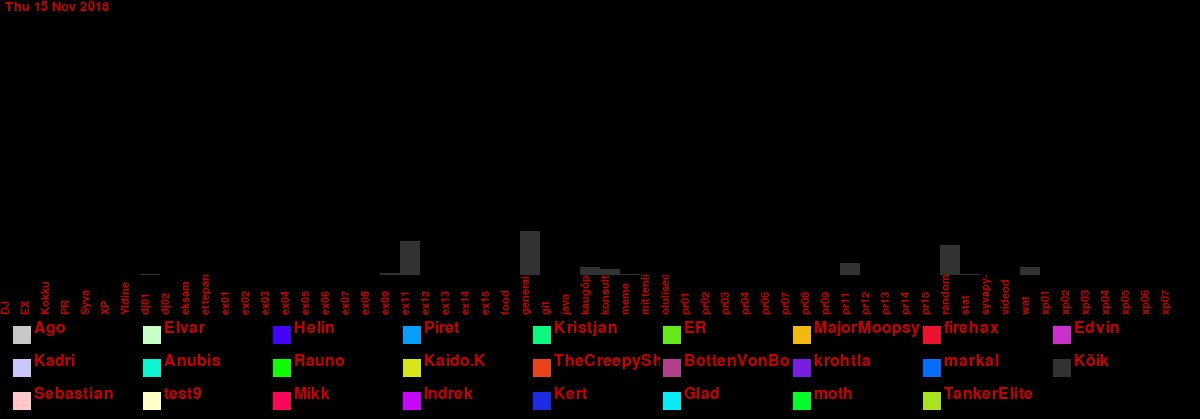 Thu 15 Nov 2018
DJ EX Kokku PR Syva XP Yldine dj01 dj02 eksam ettepan ex01 ex02 ex03 ex04 ex05 ex06 ex07 ex08 ex09 ex11 ex12 ex13 ex14 ex15 food general git java kaugõp konsult meme mitteni olulised pr01 pr02 pr03 pr04 pr06 pr07 pr08 pr09 pr11 pr12 pr13 pr14 pr15 random stat syvapy- videod wat xp01 xp02 xp03 xp04 xp05 xp06 xp07
Ago Elvar Helin Piret Kristjan ER MajorMoopsy firehax Edvin
Kadri Anubis Rauno Kaido.K TheCreepySh BottenVonBo krohtla markal Kõik
Sebastian test9 Mikk Indrek Kert Glad moth TankerElite